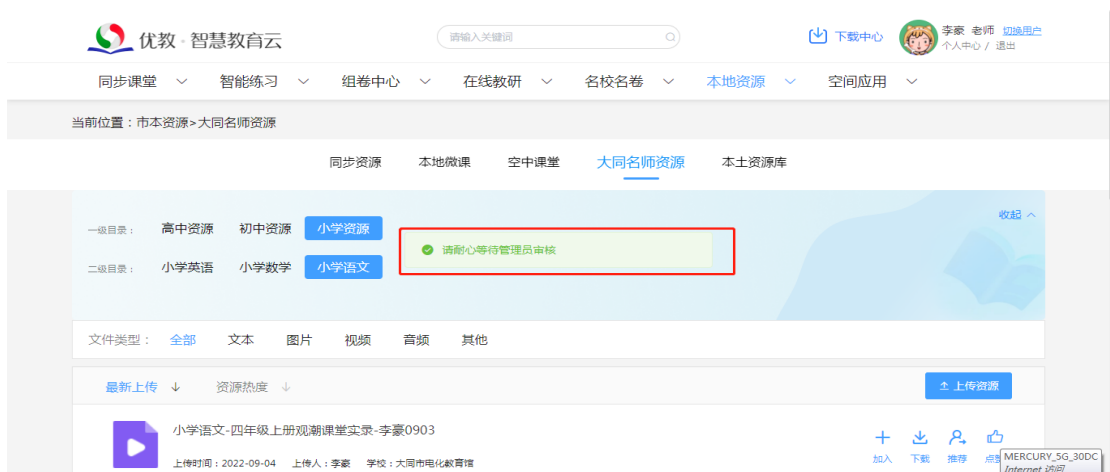 优教·智慧教育云 请输入关键词 下载中心 李豪 老师 切换用户
个人中心 / 退出
同步课堂 智能练习 组卷中心 在线教研 名校名卷 本地资源 空间应用
当前位置：市本资源>大同名师资源
同步资源 本地微课 空中课堂 大同名师资源 本土资源库
收起
一级目录： 高中资源 初中资源 小学资源
请耐心等待管理员审核
二级目录： 小学英语 小学数学 小学语文
文件类型： 全部 文本 图片 视频 音频 其他
最新上传 ↓ 资源热度 ↓ 上传资源
小学语文-四年级上册观潮课堂实录-李豪0903
上传时间：2022-09-04 上传人：李豪 学校：大同市电化教育馆
加入 下载 推荐 点
MERCURY_5G_30DC
Internet 访问